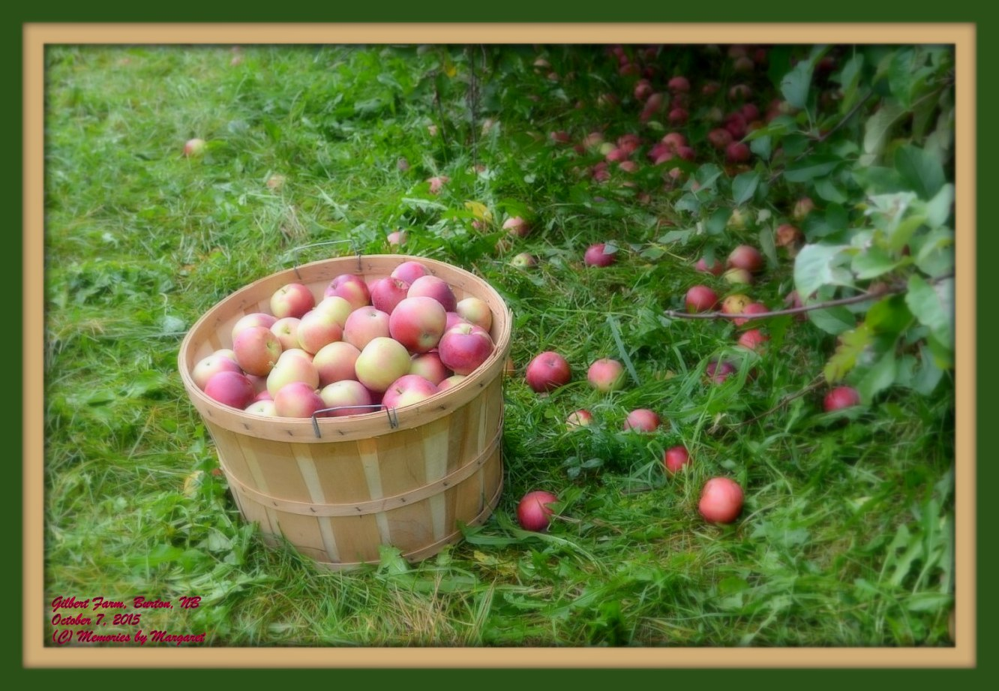 Gilbert Farm, Burton, NB
October 7, 2015
(C) Memories by Margaret